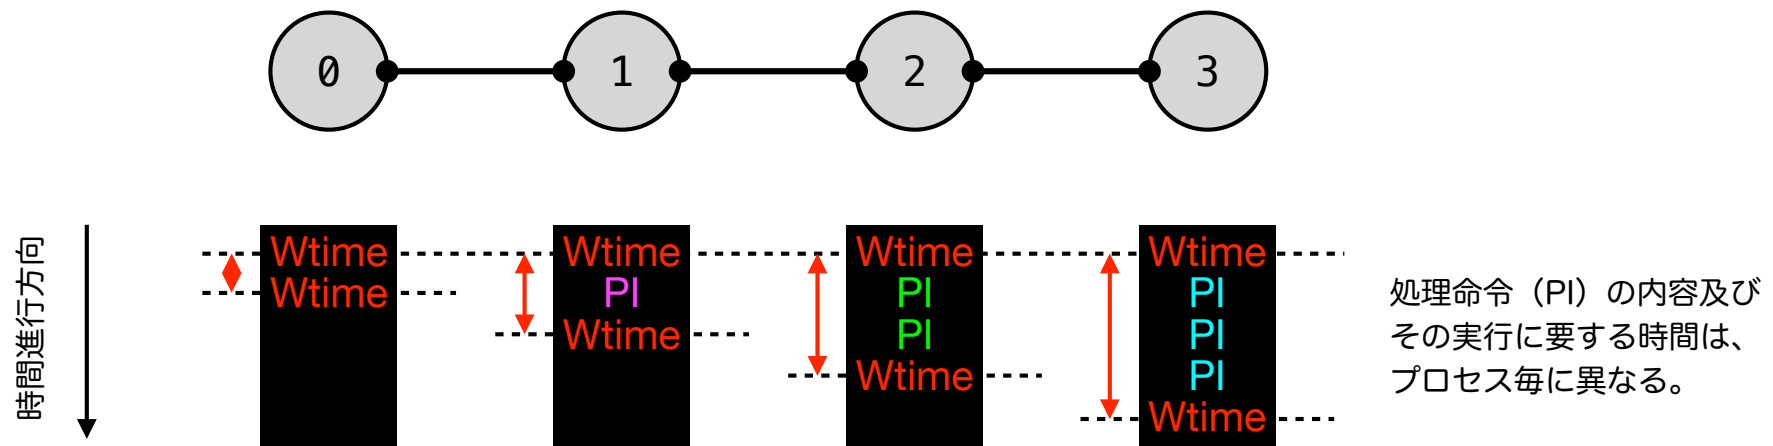 0 1 2 3
時間進行方向
Wtime Wtime Wtime Wtime
Wtime PI PI PI
Wtime PI PI
Wtime PI
Wtime
処理命令（PI）の内容及び
その実行に要する時間は、
プロセス毎に異なる。